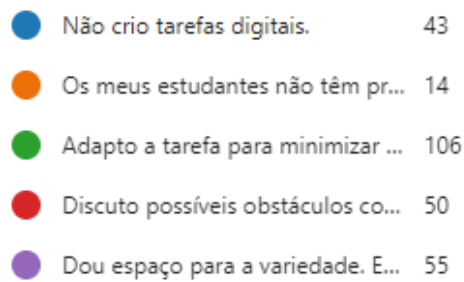 Não crio tarefas digitais. 43
Os meus estudantes não têm pr... 14
Adapto a tarefa para minimizar ... 106
Discuto possíveis obstáculos co... 50
Dou espaço para a variedade. E... 55